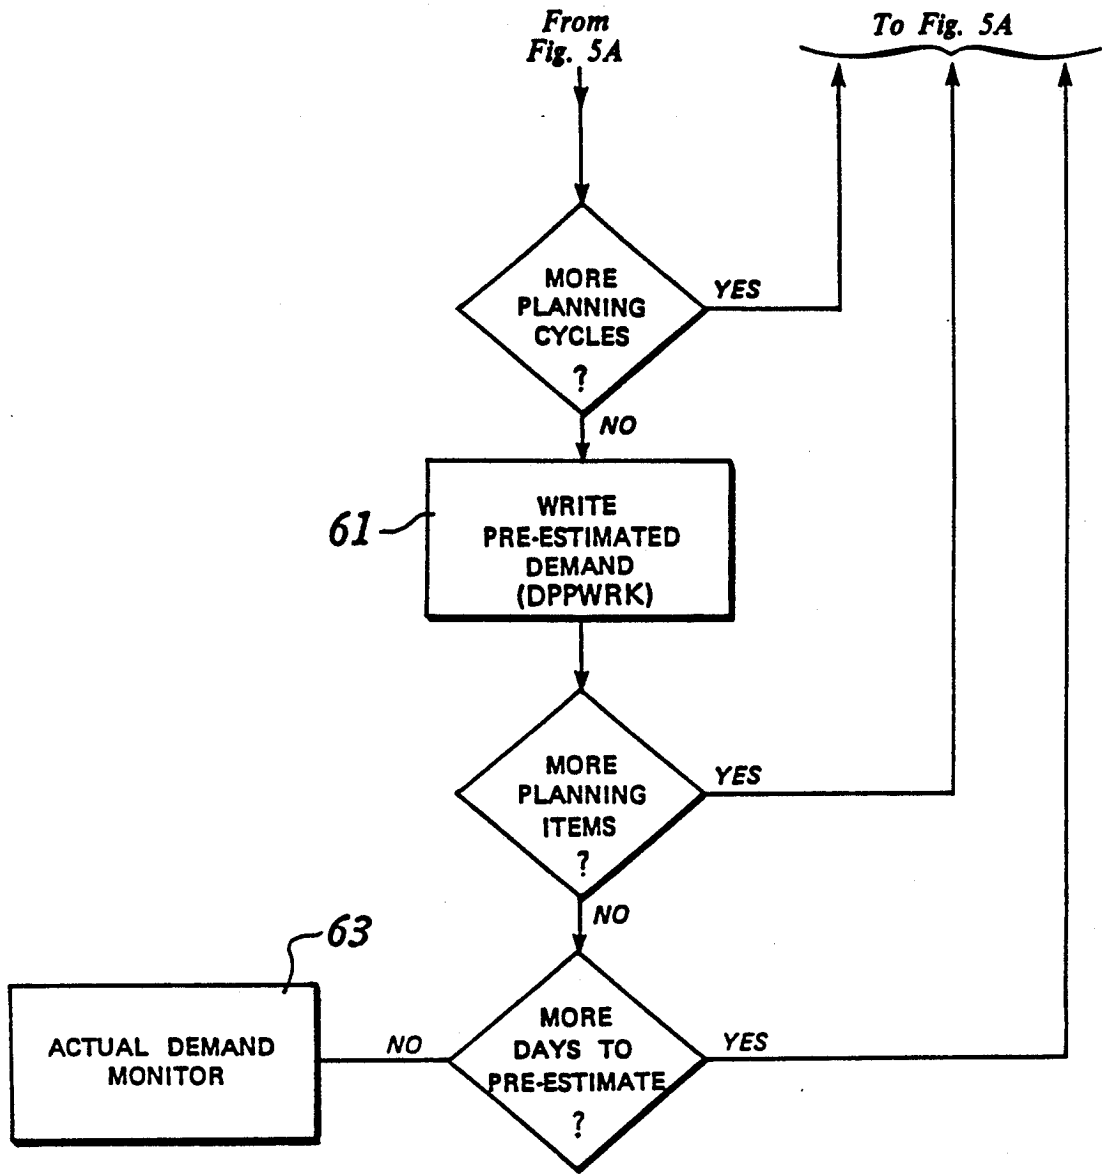 From
Fig. 5A
To Fig. 5A
MORE
PLANNING
CYCLES
?
YES
NO
61
WRITE
PRE-ESTIMATED
DEMAND
(DPPWRK)
MORE
PLANNING
ITEMS
?
YES
NO
63
ACTUAL DEMAND
MONITOR
NO
MORE
DAYS TO
PRE-ESTIMATE
?
YES